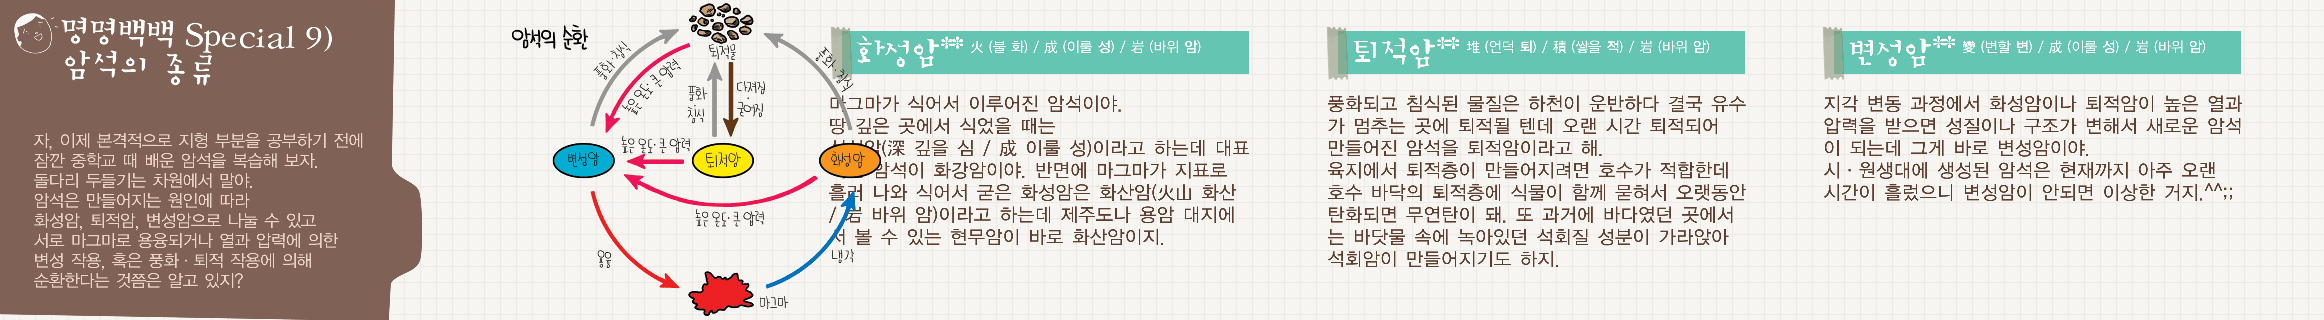 명명백백 Special 9)
암석의 종류
자, 이제 본격적으로 지형 부분을 공부하기 전에
잠깐 중학교 때 배운 암석을 복습해 보자.
돌다리 두들기는 차원에서 말야.
암석은 만들어지는 원인에 따라
화성암, 퇴적암, 변성암으로 나눌 수 있고
서로 마그마로 용융되거나 열과 압력에 의한
변성 작용, 혹은 풍화 · 퇴적 작용에 의해
순환한다는 것쯤은 알고 있지?
암석의 순환
퇴적물
풍화·침식
높은 온도·큰 압력
풍화·침식
다져짐·굳어짐
풍화·침식
변성암
높은 온도·큰 압력
퇴적암
화성암
높은 온도·큰 압력
용융
마그마
냉각
화성암** 火 (불 화) / 成 (이룰 성) / 岩 (바위 암)
마그마가 식어서 이루어진 암석이야.
땅 깊은 곳에서 식었을 때는
(深 깊을 심 / 成 이룰 성)이라고 하는데 대표
암석이 화강암이야. 반면에 마그마가 지표로
흘러 나와 식어서 굳은 화성암은 화산암(火山 화산
/ 岩 바위 암)이라고 하는데 제주도나 용암 대지에
서 볼 수 있는 현무암이 바로 화산암이지.
퇴적암** 堆 (언덕 퇴) / 積 (쌓을 적) / 岩 (바위 암)
풍화되고 침식된 물질은 하천이 운반하다 결국 유수
가 멈추는 곳에 퇴적될 텐데 오랜 시간 퇴적되어
만들어진 암석을 퇴적암이라고 해.
육지에서 퇴적층이 만들어지려면 호수가 적합한데
호수 바닥의 퇴적층에 식물이 함께 묻혀서 오랫동안
탄화되면 무연탄이 돼. 또 과거에 바다였던 곳에서
는 바닷물 속에 녹아있던 석회질 성분이 가라앉아
석회암이 만들어지기도 하지.
변성암** 變 (변할 변) / 成 (이룰 성) / 岩 (바위 암)
지각 변동 과정에서 화성암이나 퇴적암이 높은 열과
압력을 받으면 성질이나 구조가 변해서 새로운 암석
이 되는데 그게 바로 변성암이야.
시 · 원생대에 생성된 암석은 현재까지 아주 오랜
시간이 흘렀으니 변성암이 안되면 이상한 거지.^^;;